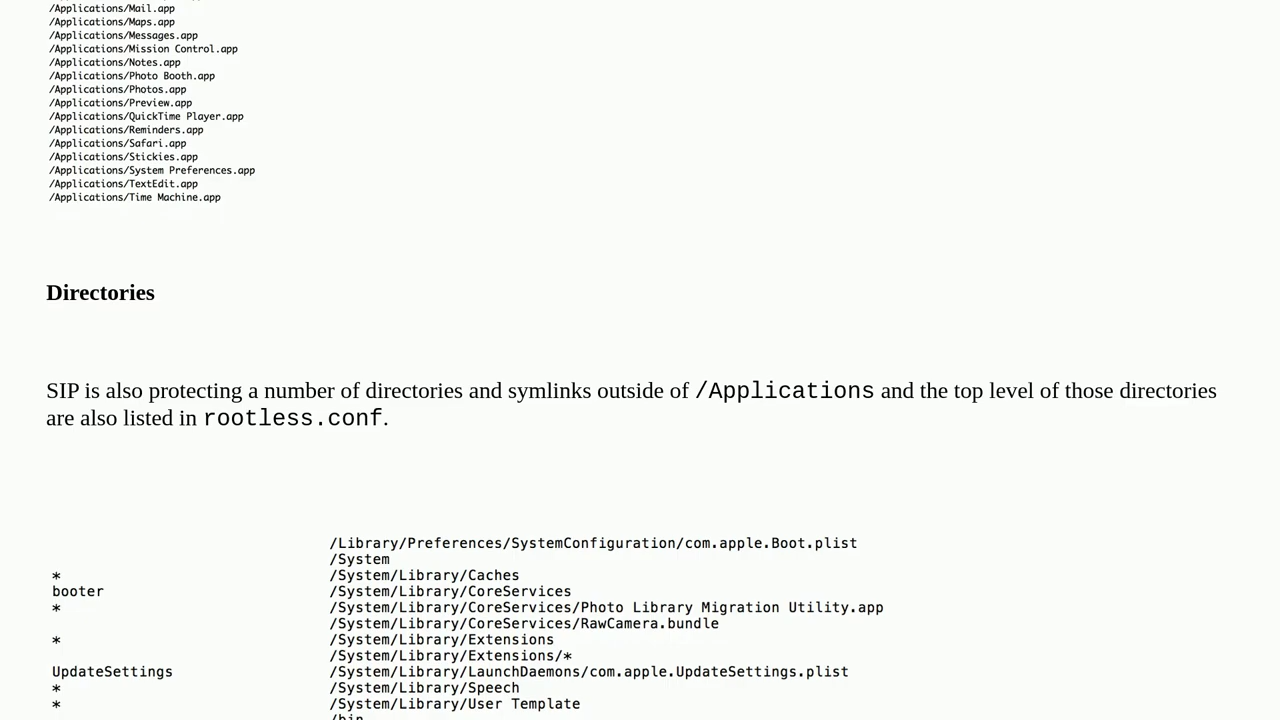 /Applications/Mail.app
/Applications/Maps.app
/Applications/Messages.app
/Applications/Mission Control.app
/Applications/Notes.app
/Applications/Photo Booth.app
/Applications/Photos.app
/Applications/Preview.app
/Applications/QuickTime Player.app
/Applications/Reminders.app
/Applications/Safari.app
/Applications/Stickies.app
/Applications/System Preferences.app
/Applications/TextEdit.app
/Applications/Time Machine.app
Directories
SIP is also protecting a number of directories and symlinks outside of /Applications and the top level of those directories
are also listed in rootless.conf.
/Library/Preferences/SystemConfiguration/com.apple.Boot.plist
/System
* /System/Library/Caches
booter /System/Library/CoreServices
* /System/Library/CoreServices/Photo Library Migration Utility.app
/System/Library/CoreServices/RawCamera.bundle
* /System/Library/Extensions
/System/Library/Extensions/*
UpdateSettings /System/Library/LaunchDaemons/com.apple.UpdateSettings.plist
* /System/Library/Speech
* /System/Library/User Template
/bin